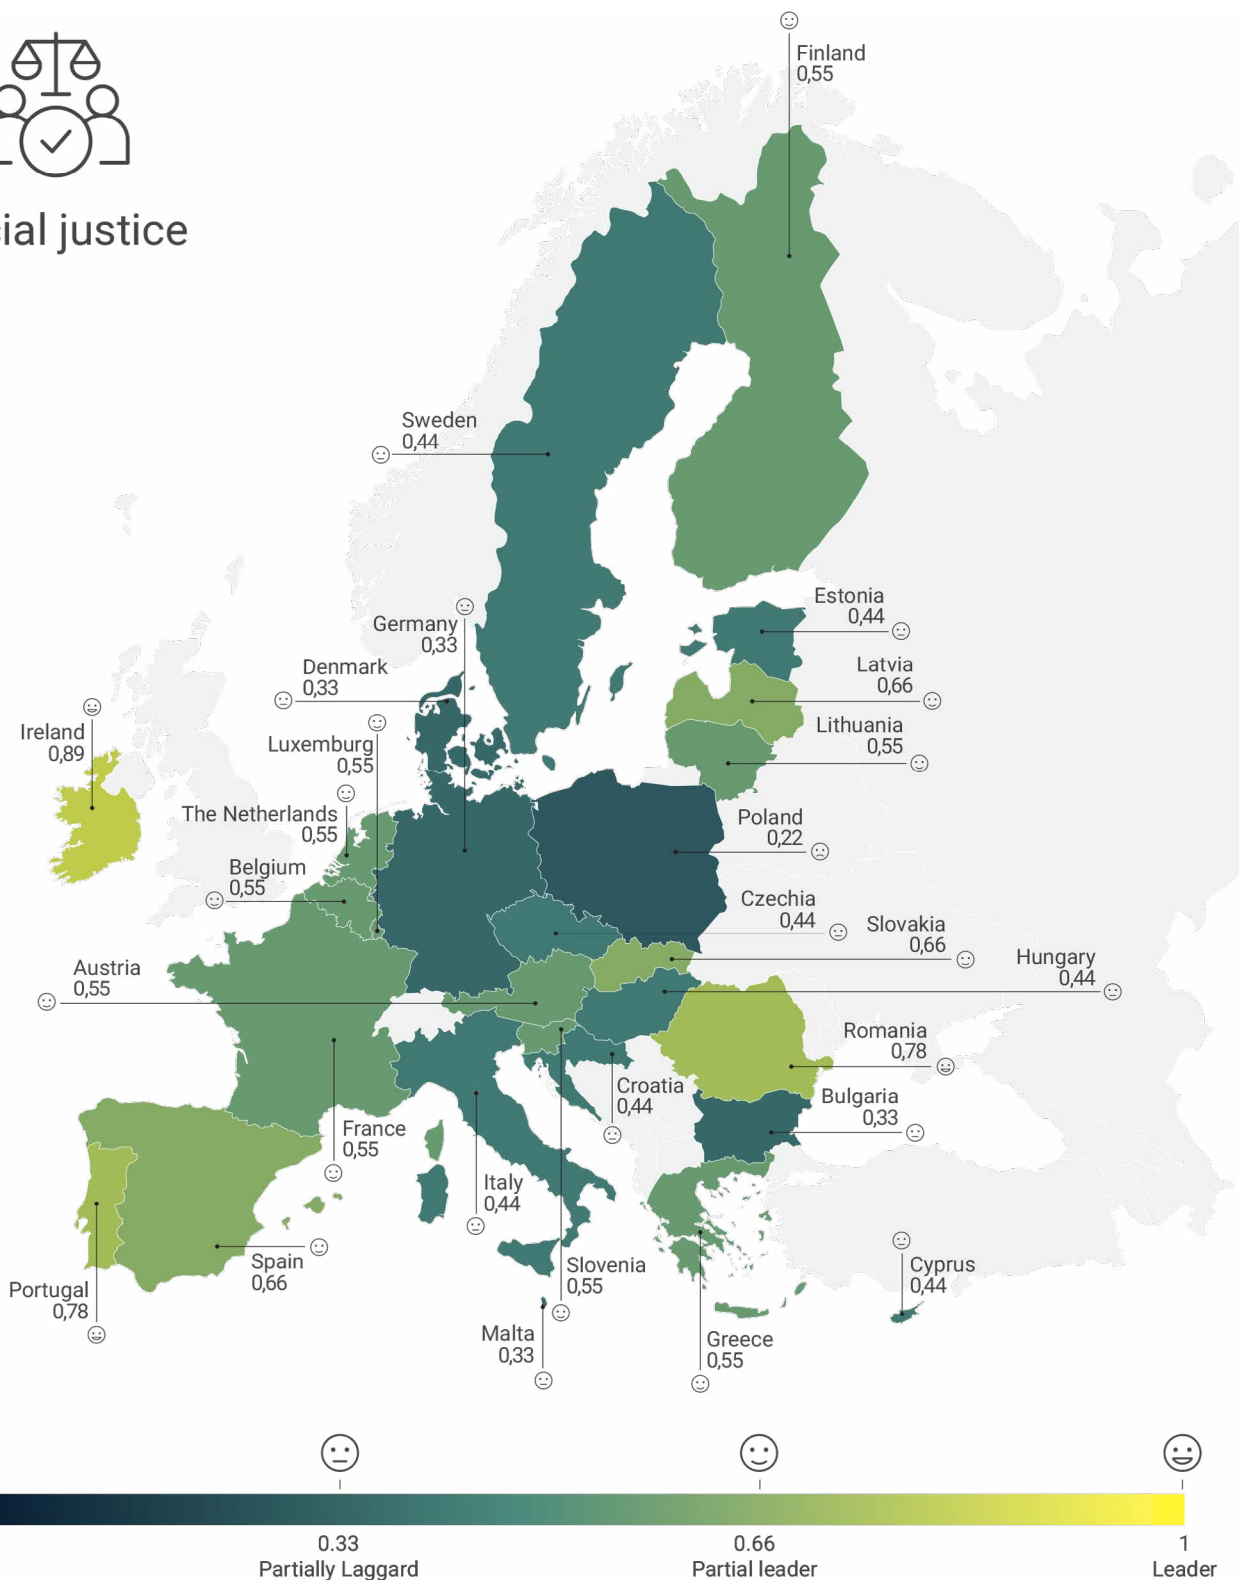 cial justice
Finland
0,55
Sweden
0,44
Estonia
0,44
Germany
0,33
Latvia
0,66
Denmark
0,33
Ireland
0,89
Lithuania
0,55
Luxemburg
0,55
The Netherlands
0,55
Poland
0,22
Belgium
0,55
Czechia
0,44
Slovakia
0,66
Hungary
0,44
Austria
0,55
Romania
0,78
Croatia
0,44
Bulgaria
0,33
France
0,55
Italy
0,44
Spain
0,66
Slovenia
0,55
Cyprus
0,44
Portugal
0,78
Malta
0,33
Greece
0,55
0.33
Partially Laggard
0.66
Partial leader
1
Leader